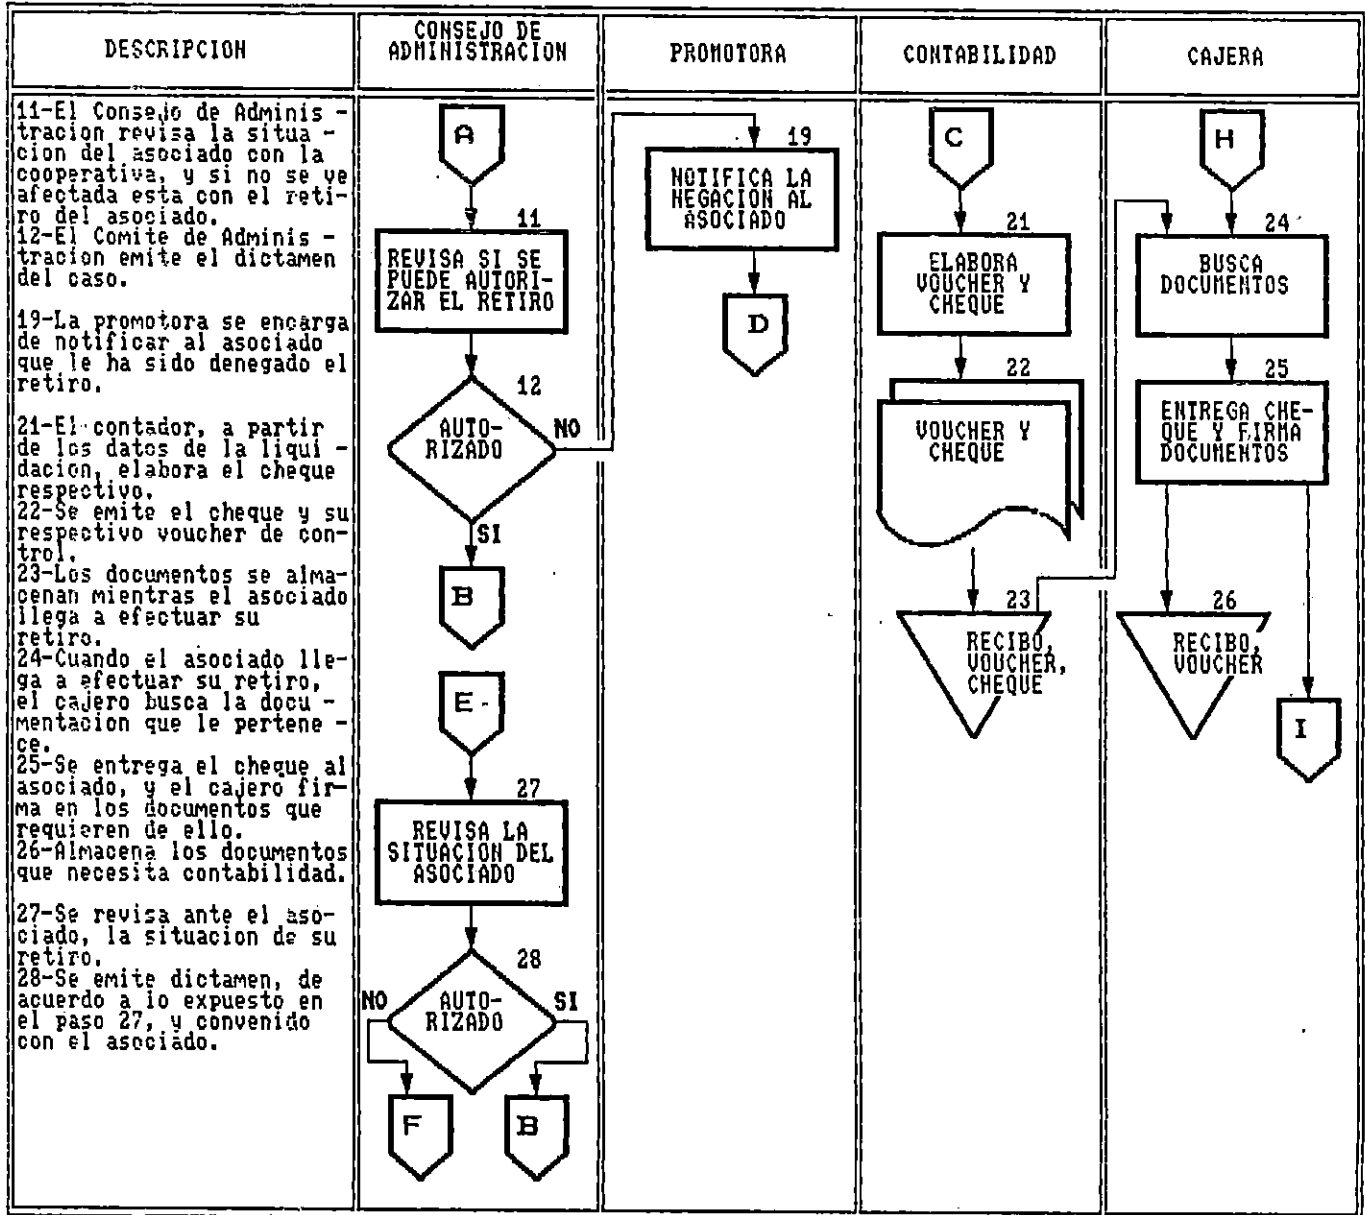 DESCRIPCION
CONSEJO DE
ADMINISTRACION
PROMOTORA
CONTABILIDAD
CAJERA
11-El Consejo de Adminis -
tracion revisa la situa -
cion del asociado con la
cooperativa, y si no se ve
afectada esta con el reti-
ro del asociado.
12-El Comite de Adminis -
tracion emite el dictamen
del caso.
19-La promotora se encarga
de notificar al asociado
que le ha sido denegado el
retiro.
21-El contador, a partir
de los datos de la liqui -
dacion, elabora el cheque
respectivo.
22-Se emite el cheque y su
respectivo voucher de con-
trol.
23-Los documentos se alma-
cenan mientras el asociado
llega a efectuar su
retiro.
24-Cuando el asociado lle-
ga a efectuar su retiro,
el cajero busca la docu -
mentacion que le pertene -
ce.
25-Se entrega el cheque al
asociado, y el cajero fir-
ma en los documentos que
requieren de ello.
26-Almacena los documentos
que necesita contabilidad.
27-Se revisa ante el aso-
ciado, la situacion de su
retiro.
28-Se emite dictamen, de
acuerdo a lo expuesto en
el paso 27, y convenido
con el asociado.
A
11
REVISA SI SE
PUEDE AUTORI-
ZAR EL RETIRO
12
AUTO-
RIZADO
NO
SI
B
E
27
REVISA LA
SITUACION DEL
ASOCIADO
28
NO
AUTO-
RIZADO
SI
F
B
19
NOTIFICA LA
NEGACION AL
ASOCIADO
D
C
21
ELABORA
VOUCHER Y
CHEQUE
22
VOUCHER Y
CHEQUE
23
RECIBO,
VOUCHER,
CHEQUE
H
24
BUSCA
DOCUMENTOS
25
ENTREGA CHE-
QUE Y FIRMA
DOCUMENTOS
26
RECIBO,
VOUCHER
I